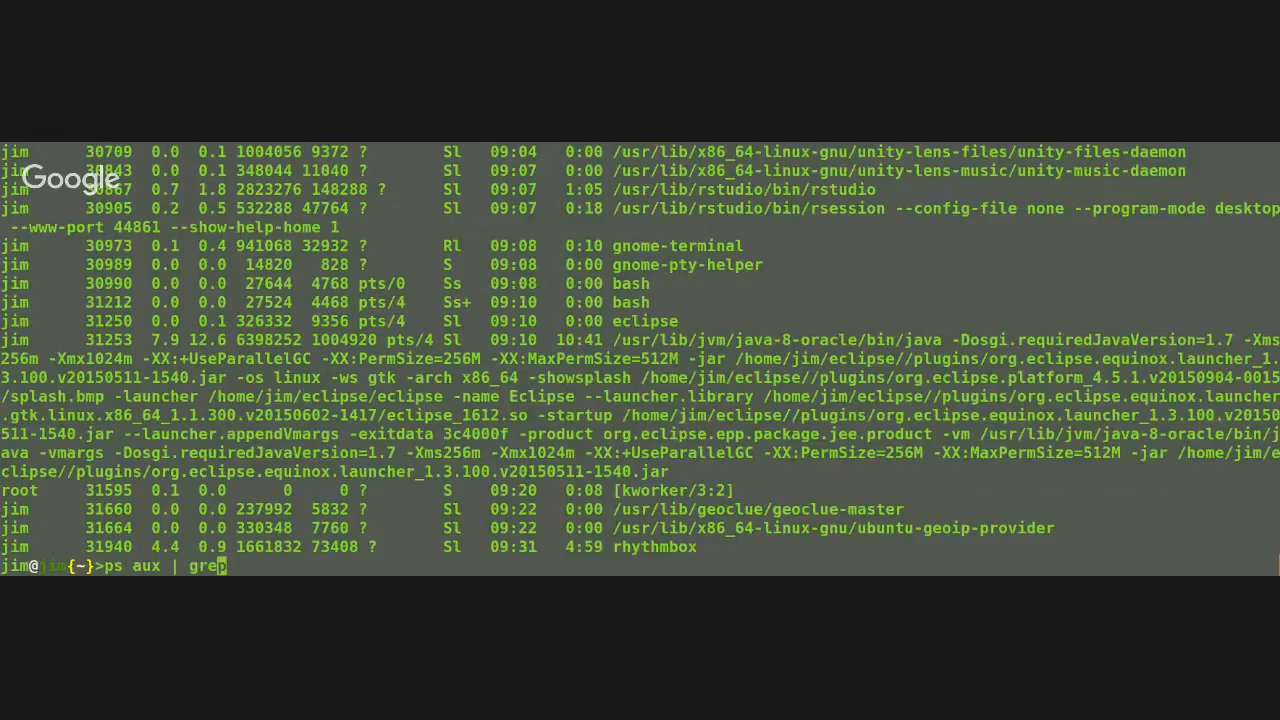 jim      30709  0.0  0.1 1004056 9372 ?        Sl   09:04   0:00 /usr/lib/x86_64-linux-gnu/unity-lens-files/unity-files-daemon
jim      30843  0.0  0.1 348044 11040 ?        Sl   09:07   0:00 /usr/lib/x86_64-linux-gnu/unity-lens-music/unity-music-daemon
Google
jim      30867  0.7  1.8 2823276 148288 ?      Sl   09:07   1:05 /usr/lib/rstudio/bin/rstudio
jim      30905  0.2  0.5 532288 47764 ?        Sl   09:07   0:18 /usr/lib/rstudio/bin/rsession --config-file none --program-mode desktop
 --www-port 44861 --show-help-home 1
jim      30973  0.1  0.4 941068 32932 ?        Rl   09:08   0:10 gnome-terminal
jim      30989  0.0  0.0  14820   828 ?        S    09:08   0:00 gnome-pty-helper
jim      30990  0.0  0.0  27644  4768 pts/0    Ss   09:08   0:00 bash
jim      31212  0.0  0.0  27524  4468 pts/4    Ss+  09:10   0:00 bash
jim      31250  0.0  0.1 326332  9356 pts/4    Sl   09:10   0:00 eclipse
jim      31253  7.9 12.6 6398252 1004920 pts/4 Sl   09:10  10:41 /usr/lib/jvm/java-8-oracle/bin/java -Dosgi.requiredJavaVersion=1.7 -Xms
256m -Xmx1024m -XX:+UseParallelGC -XX:PermSize=256M -XX:MaxPermSize=512M -jar /home/jim/eclipse//plugins/org.eclipse.equinox.launcher_1.
3.100.v20150511-1540.jar -os linux -ws gtk -arch x86_64 -showsplash /home/jim/eclipse//plugins/org.eclipse.platform_4.5.1.v20150904-0015
/splash.bmp -launcher /home/jim/eclipse/eclipse -name Eclipse --launcher.library /home/jim/eclipse//plugins/org.eclipse.equinox.launcher
.gtk.linux.x86_64_1.1.300.v20150602-1417/eclipse_1612.so -startup /home/jim/eclipse//plugins/org.eclipse.equinox.launcher_1.3.100.v20150
511-1540.jar --launcher.appendVmargs -exitdata 3c4000f -product org.eclipse.epp.package.jee.product -vm /usr/lib/jvm/java-8-oracle/bin/j
ava -vmargs -Dosgi.requiredJavaVersion=1.7 -Xms256m -Xmx1024m -XX:+UseParallelGC -XX:PermSize=256M -XX:MaxPermSize=512M -jar /home/jim/e
clipse//plugins/org.eclipse.equinox.launcher_1.3.100.v20150511-1540.jar
root     31595  0.1  0.0      0     0 ?        S    09:20   0:08 [kworker/3:2]
jim      31660  0.0  0.0 237992  5832 ?        Sl   09:22   0:00 /usr/lib/geoclue/geoclue-master
jim      31664  0.0  0.0 330348  7760 ?        Sl   09:22   0:00 /usr/lib/x86_64-linux-gnu/ubuntu-geoip-provider
jim      31940  4.4  0.9 1661832 73408 ?       Sl   09:31   4:59 rhythmbox
jim@jim{~}>ps aux | grep